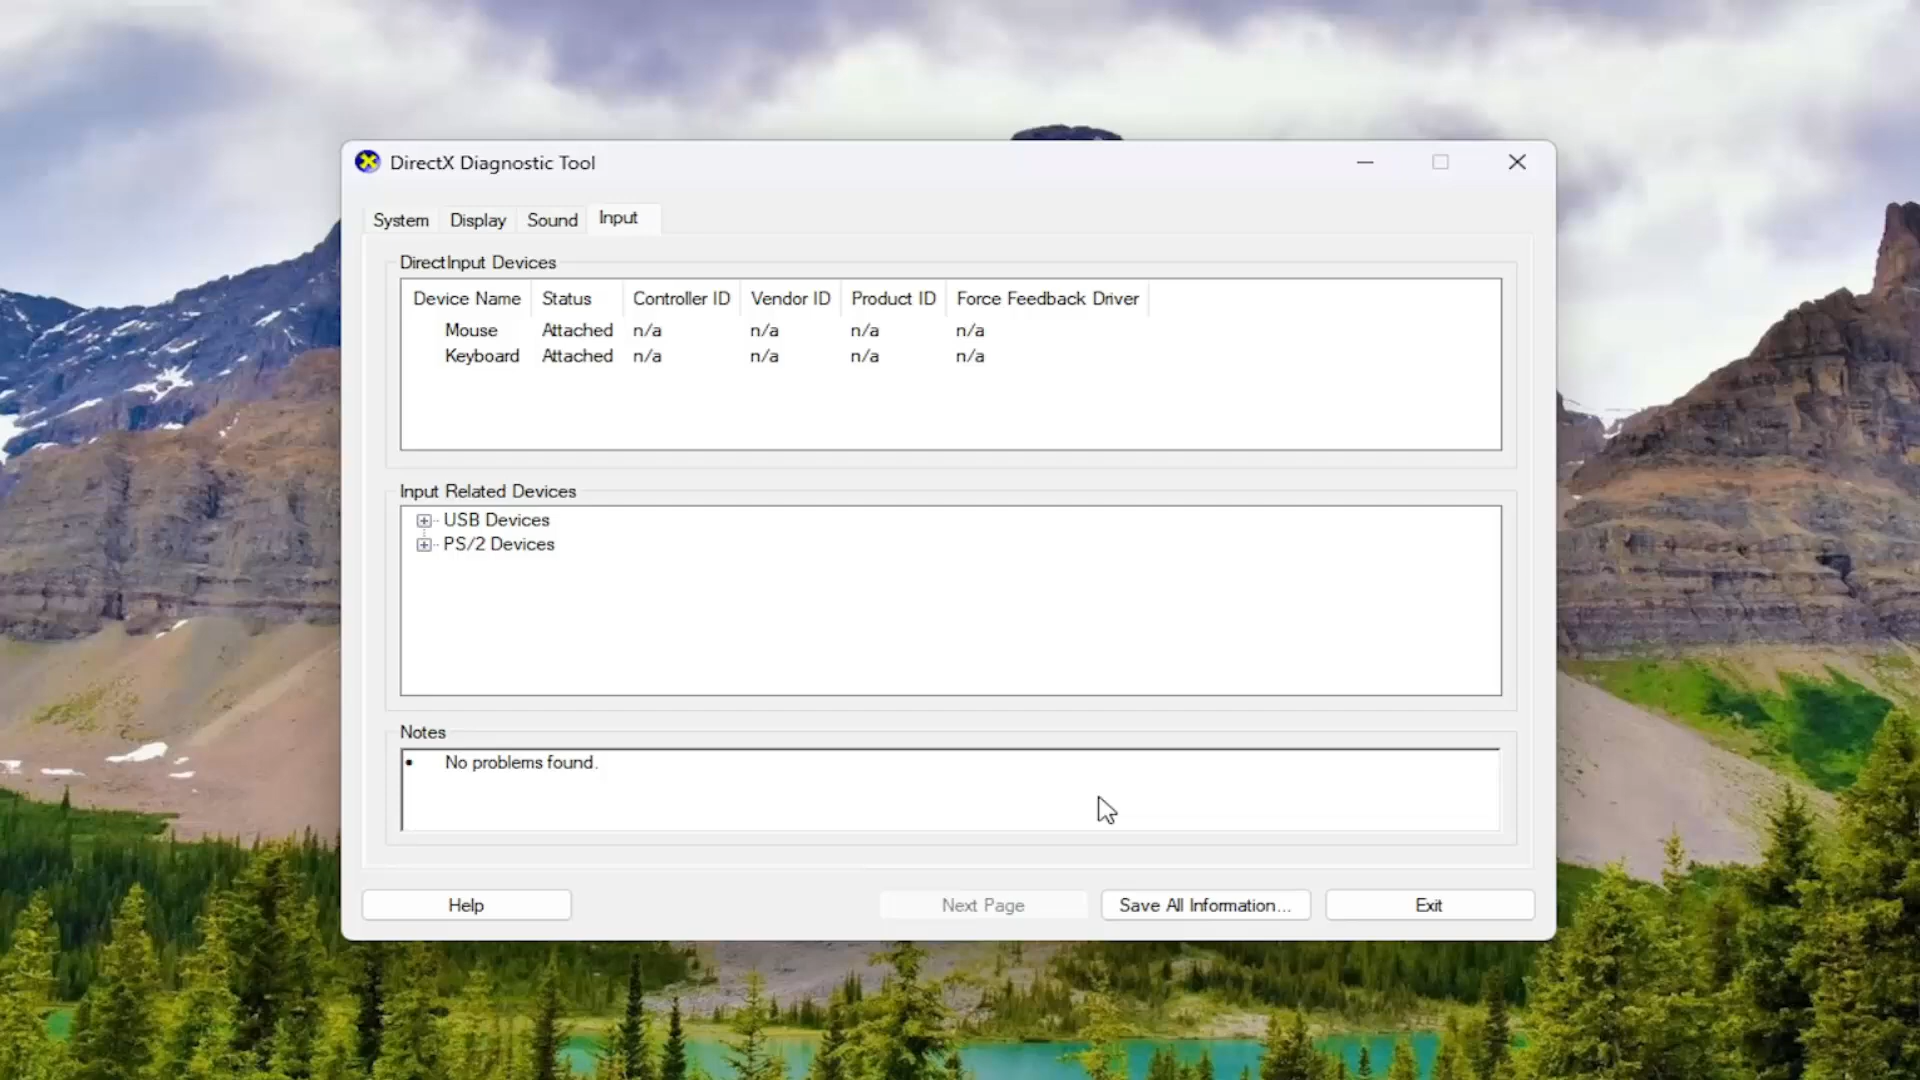 DirectX Diagnostic Tool
System Display Sound Input
DirectInput Devices
Device Name Status Controller ID Vendor ID Product ID Force Feedback Driver
Mouse Attached n/a n/a n/a n/a
Keyboard Attached n/a n/a n/a n/a
Input Related Devices
USB Devices
PS/2 Devices
Notes
• No problems found.
Help Next Page Save All Information... Exit